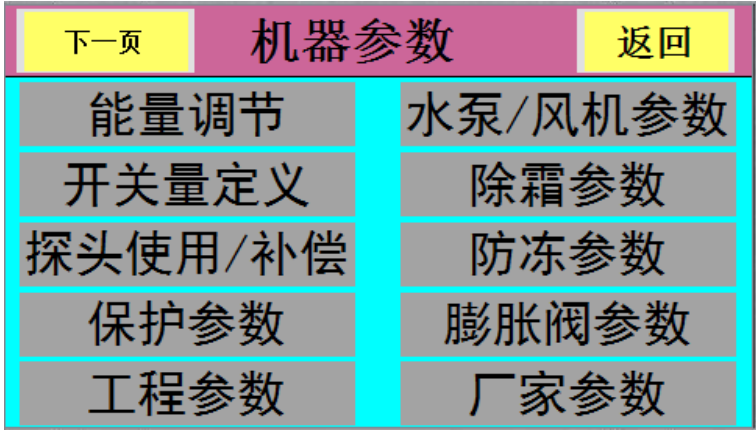 下一页 机器参数 返回
能量调节 水泵/风机参数
开关量定义 除霜参数
探头使用/补偿 防冻参数
保护参数 膨胀阀参数
工程参数 厂家参数